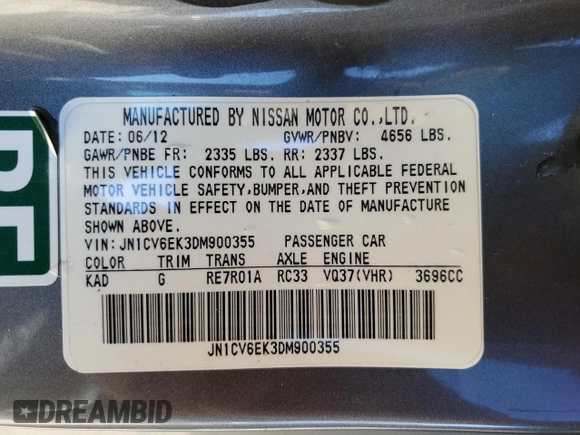 MANUFACTURED BY NISSAN MOTOR CO.,LTD.
DATE: 06/12 GVWR/PNBV: 4656 LBS.
GAWR/PNBE FR: 2335 LBS. RR: 2337 LBS.
THIS VEHICLE CONFORMS TO ALL APPLICABLE FEDERAL
MOTOR VEHICLE SAFETY,BUMPER,AND THEFT PREVENTION
STANDARDS IN EFFECT ON THE DATE OF MANUFACTURE
SHOWN ABOVE.
VIN: JN1CV6EK3DM900355 PASSENGER CAR
COLOR TRIM TRANS AXLE ENGINE
KAD G RE7R01A RC33 VQ37(VHR) 3696CC
JN1CV6EK3DM900355
DREAMBID